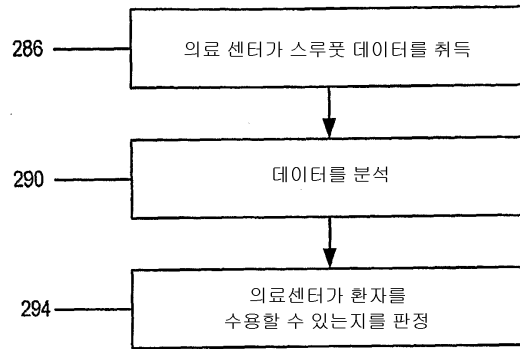 286
의료 센터가 스루풋 데이터를 취득
290
데이터를 분석
294
의료센터가 환자를
수용할 수 있는지를 판정